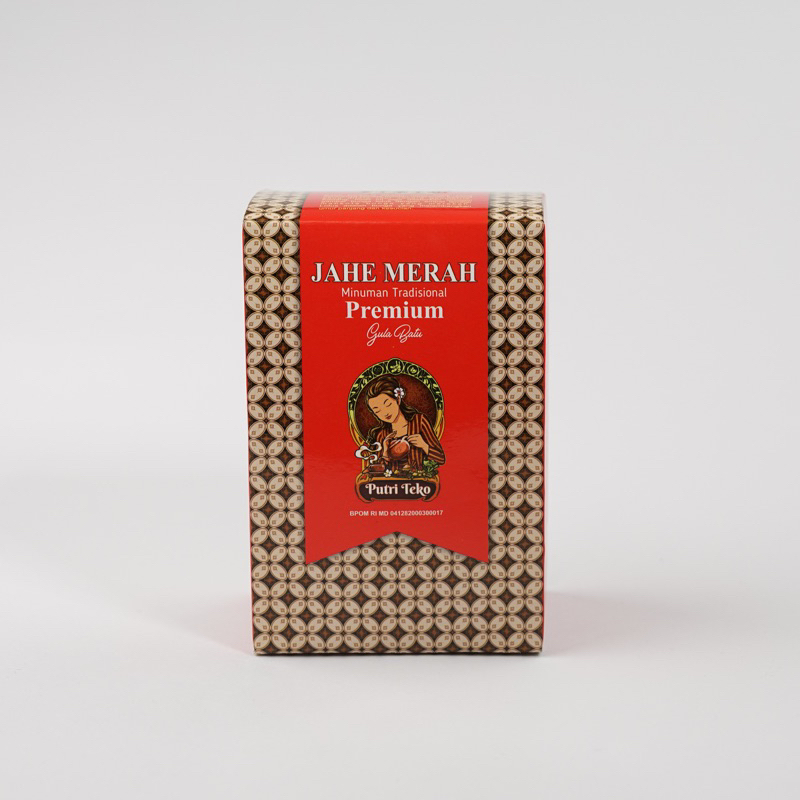 JAHE MERAH
Minuman Tradisional
Premium
Gula Batu
Putri Teko
BPOM RI MD 041282000300017